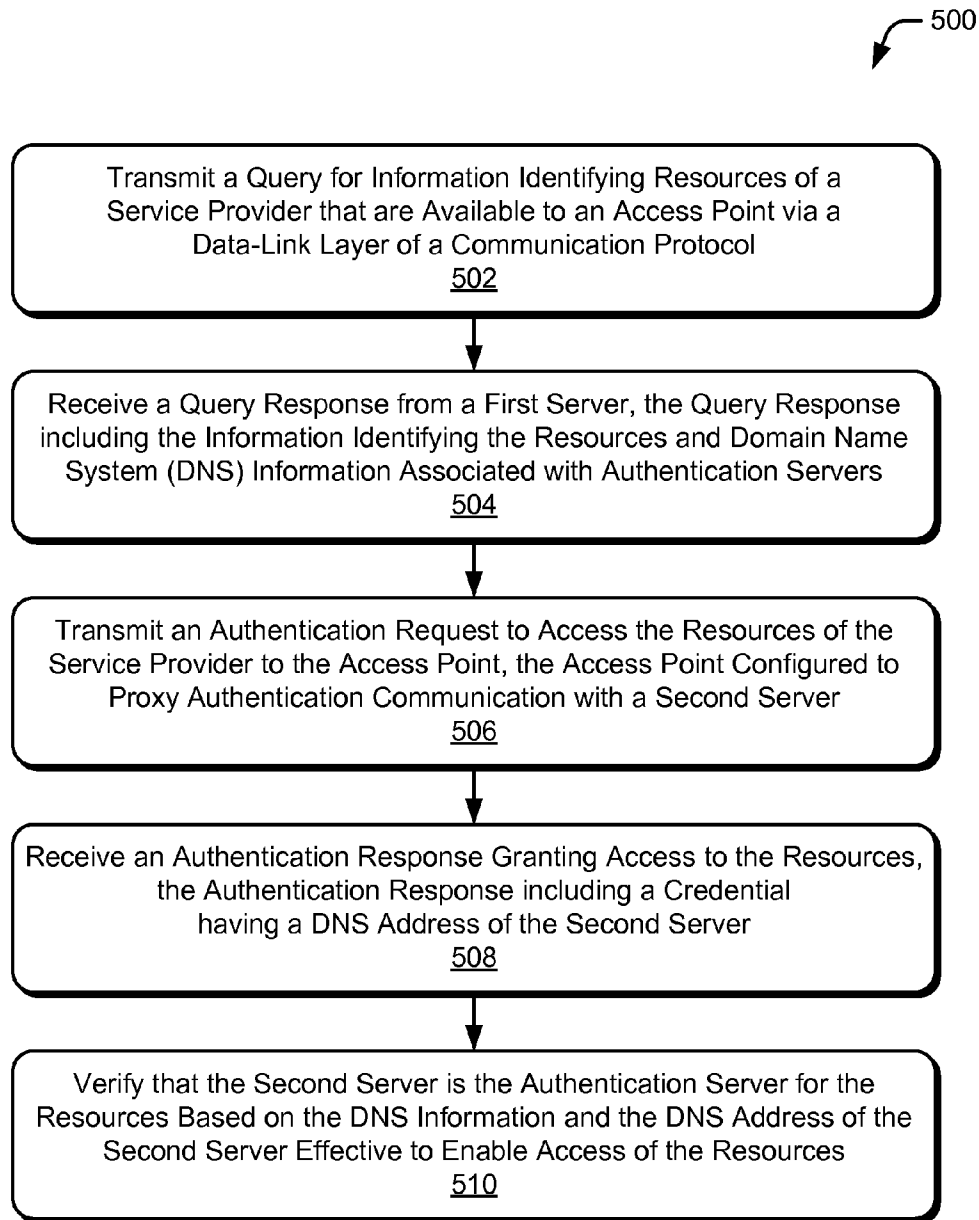 500
Transmit a Query for Information Identifying Resources of a
Service Provider that are Available to an Access Point via a
Data-Link Layer of a Communication Protocol
502
Receive a Query Response from a First Server, the Query Response
including the Information Identifying the Resources and Domain Name
System (DNS) Information Associated with Authentication Servers
504
Transmit an Authentication Request to Access the Resources of the
Service Provider to the Access Point, the Access Point Configured to
Proxy Authentication Communication with a Second Server
506
Receive an Authentication Response Granting Access to the Resources,
the Authentication Response including a Credential
having a DNS Address of the Second Server
508
Verify that the Second Server is the Authentication Server for the
Resources Based on the DNS Information and the DNS Address of the
Second Server Effective to Enable Access of the Resources
510